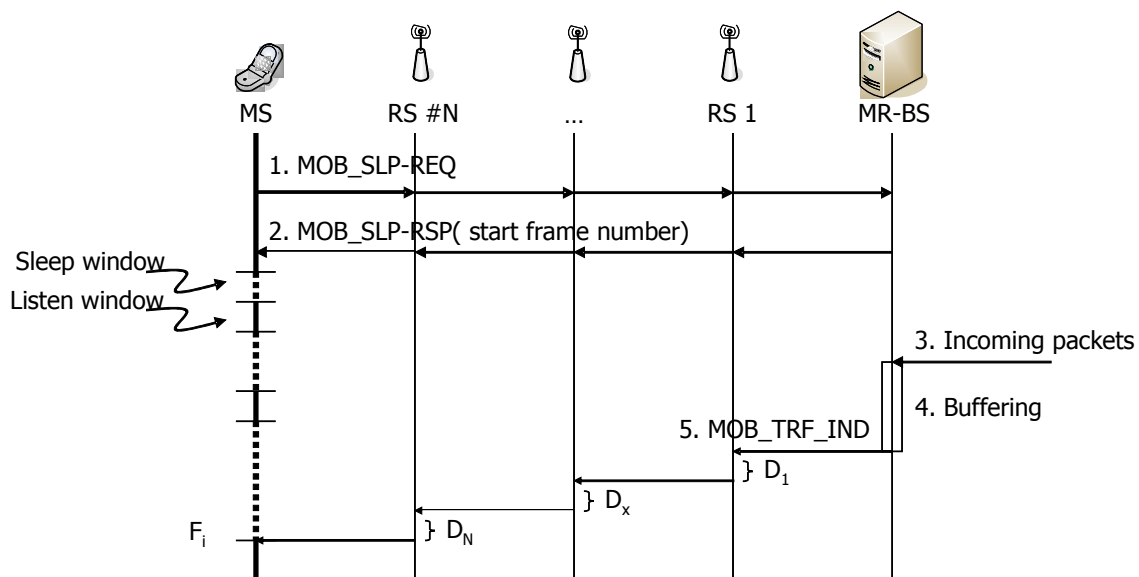 MS
RS #N
...
RS 1
MR-BS
1. MOB_SLP-REQ
2. MOB_SLP-RSP( start frame number)
Sleep window
Listen window
3. Incoming packets
4. Buffering
5. MOB_TRF_IND
} D1
} Dx
} DN
Fi